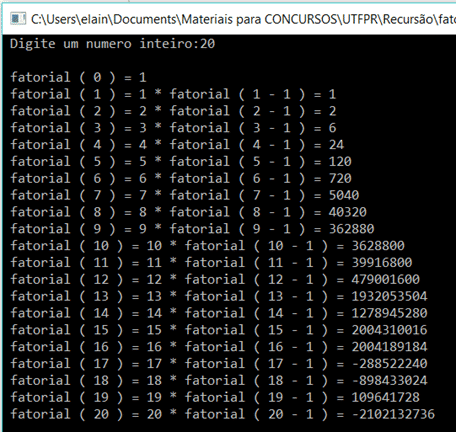 C:\Users\elain\Documents\Materiais para CONCURSOS\UTFPR\Recursão\fato
Digite um numero inteiro:20
fatorial ( 0 ) = 1
fatorial ( 1 ) = 1 * fatorial ( 1 - 1 ) = 1
fatorial ( 2 ) = 2 * fatorial ( 2 - 1 ) = 2
fatorial ( 3 ) = 3 * fatorial ( 3 - 1 ) = 6
fatorial ( 4 ) = 4 * fatorial ( 4 - 1 ) = 24
fatorial ( 5 ) = 5 * fatorial ( 5 - 1 ) = 120
fatorial ( 6 ) = 6 * fatorial ( 6 - 1 ) = 720
fatorial ( 7 ) = 7 * fatorial ( 7 - 1 ) = 5040
fatorial ( 8 ) = 8 * fatorial ( 8 - 1 ) = 40320
fatorial ( 9 ) = 9 * fatorial ( 9 - 1 ) = 362880
fatorial ( 10 ) = 10 * fatorial ( 10 - 1 ) = 3628800
fatorial ( 11 ) = 11 * fatorial ( 11 - 1 ) = 39916800
fatorial ( 12 ) = 12 * fatorial ( 12 - 1 ) = 479001600
fatorial ( 13 ) = 13 * fatorial ( 13 - 1 ) = 1932053504
fatorial ( 14 ) = 14 * fatorial ( 14 - 1 ) = 1278945280
fatorial ( 15 ) = 15 * fatorial ( 15 - 1 ) = 2004310016
fatorial ( 16 ) = 16 * fatorial ( 16 - 1 ) = 2004189184
fatorial ( 17 ) = 17 * fatorial ( 17 - 1 ) = -288522240
fatorial ( 18 ) = 18 * fatorial ( 18 - 1 ) = -898433024
fatorial ( 19 ) = 19 * fatorial ( 19 - 1 ) = 109641728
fatorial ( 20 ) = 20 * fatorial ( 20 - 1 ) = -2102132736